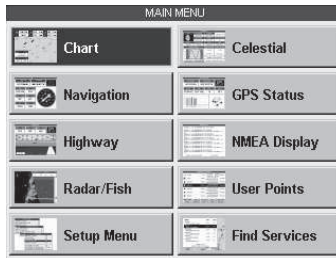 MAIN MENU
Chart
Celestial
Navigation
GPS Status
Highway
NMEA Display
Radar/Fish
User Points
Setup Menu
Find Services